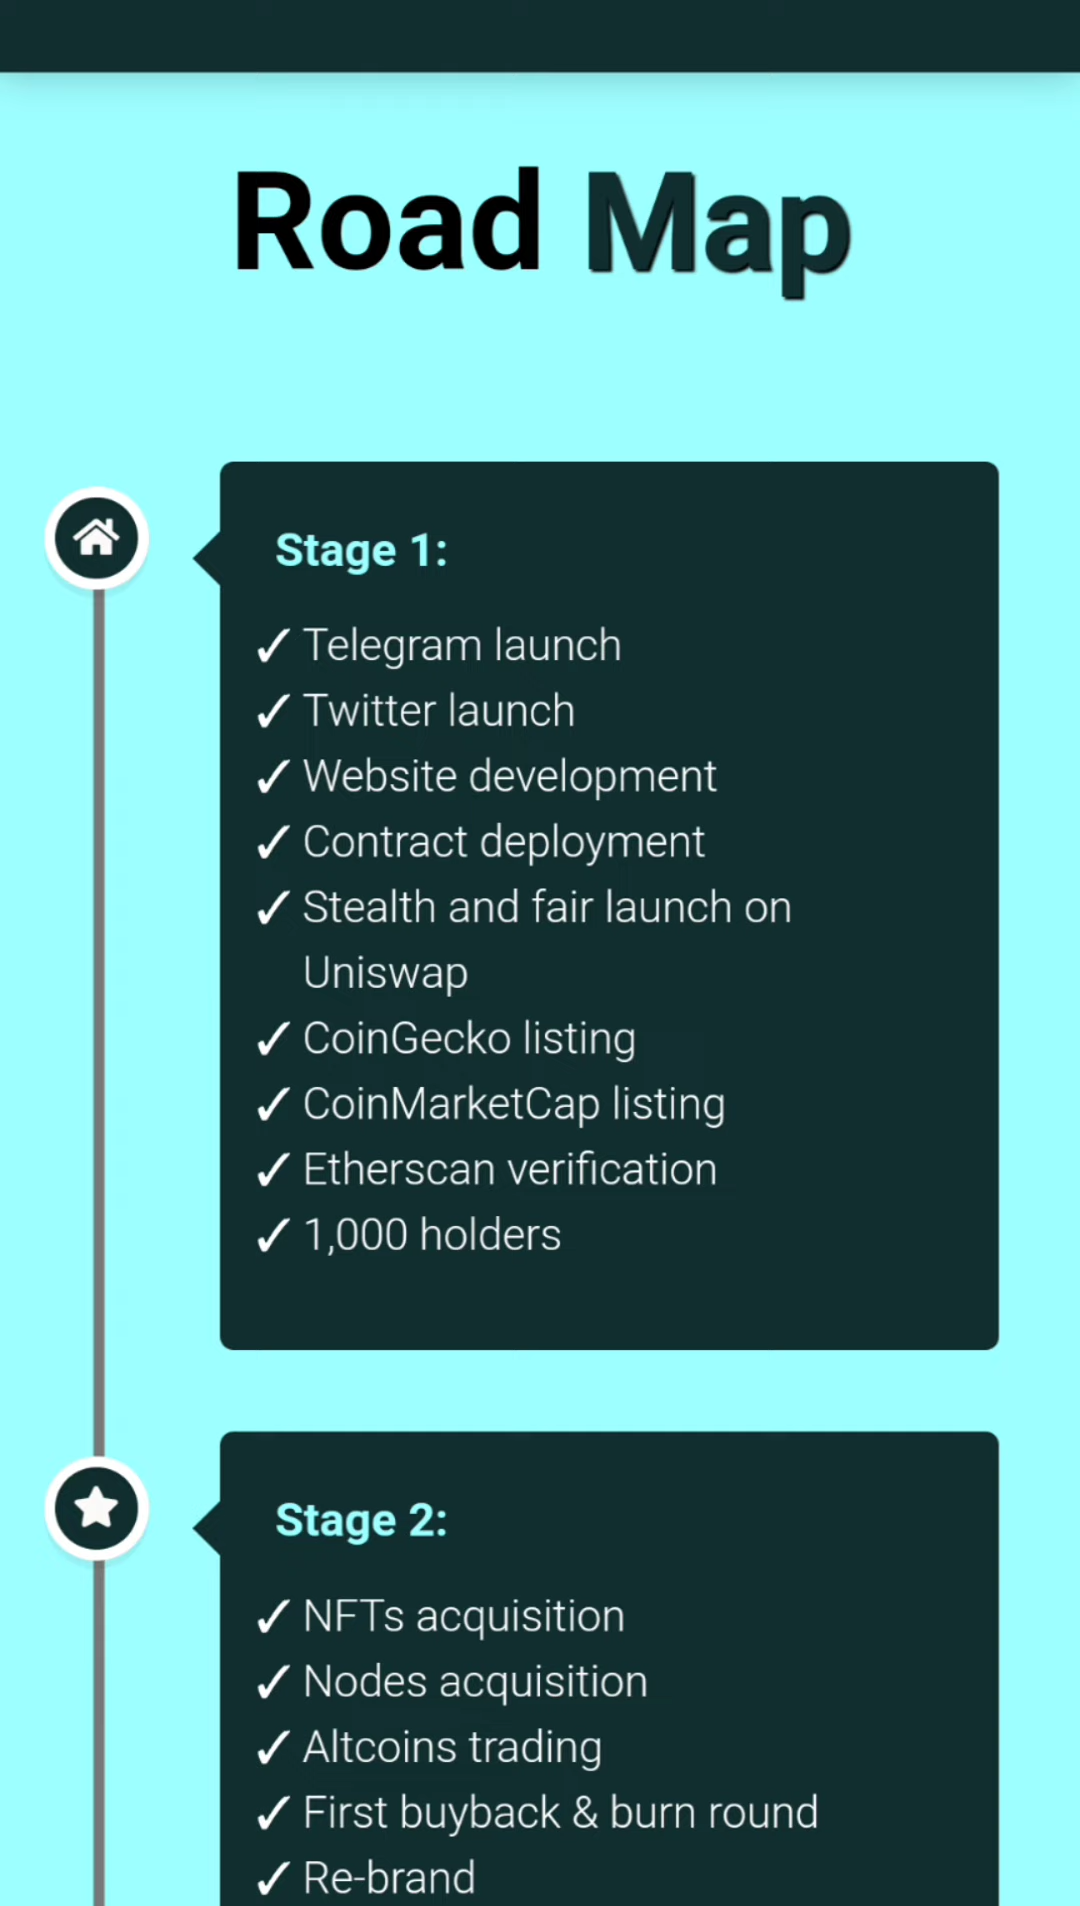 Road Map
Stage 1:
✓ Telegram launch
✓ Twitter launch
✓ Website development
✓ Contract deployment
✓ Stealth and fair launch on
Uniswap
✓ CoinGecko listing
✓ CoinMarketCap listing
✓ Etherscan verification
✓ 1,000 holders
Stage 2:
✓ NFTs acquisition
✓ Nodes acquisition
✓ Altcoins trading
✓ First buyback & burn round
✓ Re-brand